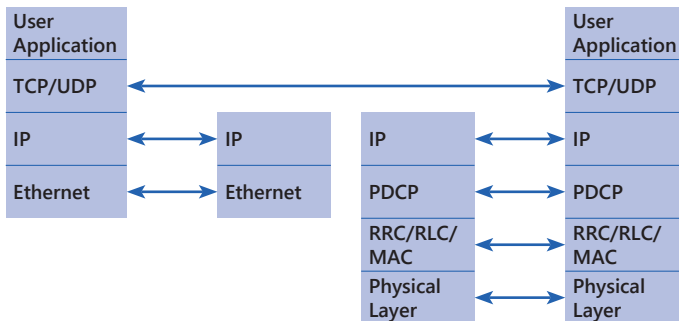 User
Application
TCP/UDP
IP
Ethernet
IP
Ethernet
IP
PDCP
RRC/RLC/
MAC
Physical
Layer
User
Application
TCP/UDP
IP
PDCP
RRC/RLC/
MAC
Physical
Layer